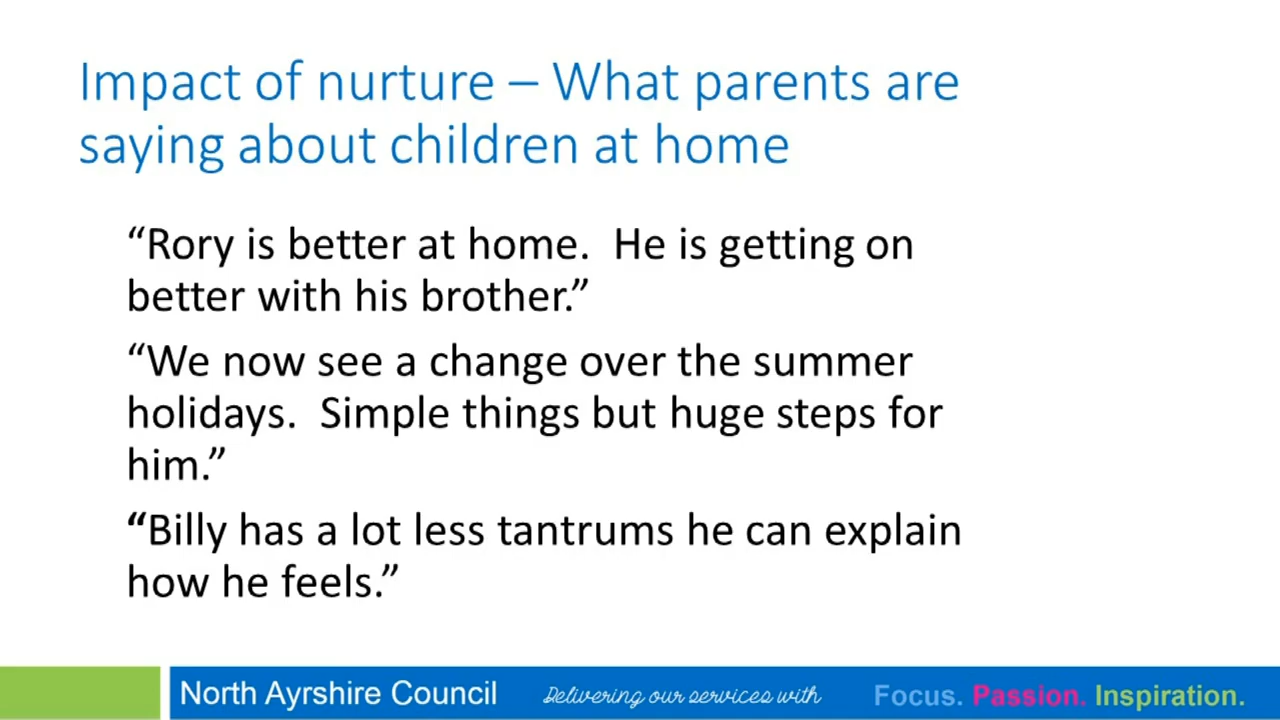 Impact of nurture – What parents are
saying about children at home
“Rory is better at home.  He is getting on
better with his brother.”
“We now see a change over the summer
holidays.  Simple things but huge steps for
him.”
“Billy has a lot less tantrums he can explain
how he feels.”
North Ayrshire Council Delivering our services with Focus. Passion. Inspiration.